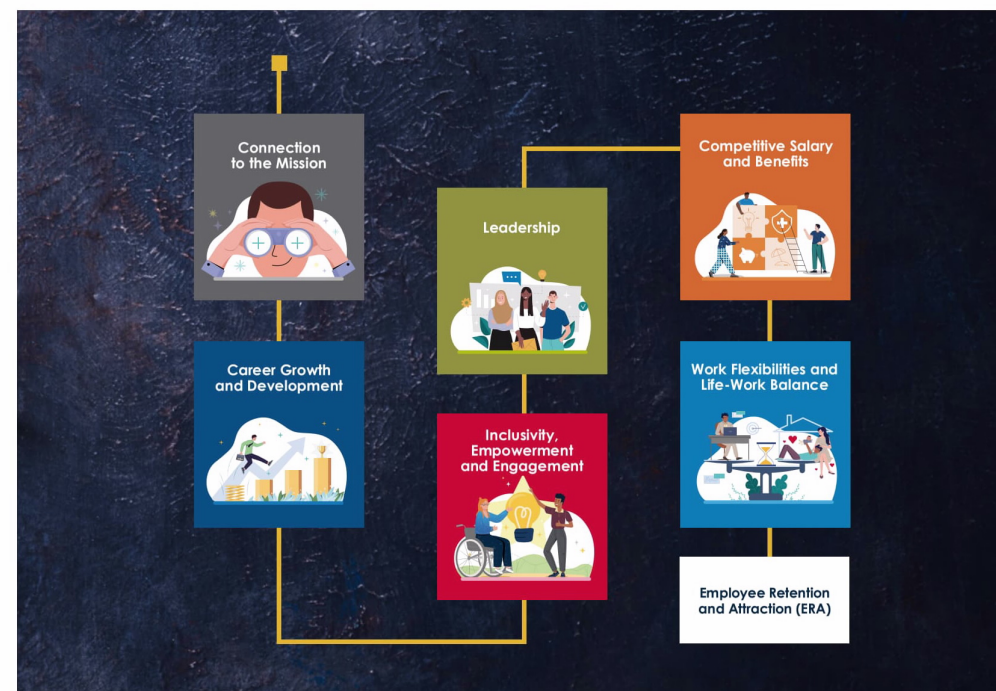 Connection
to the Mission
Career Growth
and Development
Inclusivity,
Empowerment
and Engagement
Leadership
Competitive Salary
and Benefits
Work Flexibilities and
Life-Work Balance
Employee Retention
and Attraction (ERA)